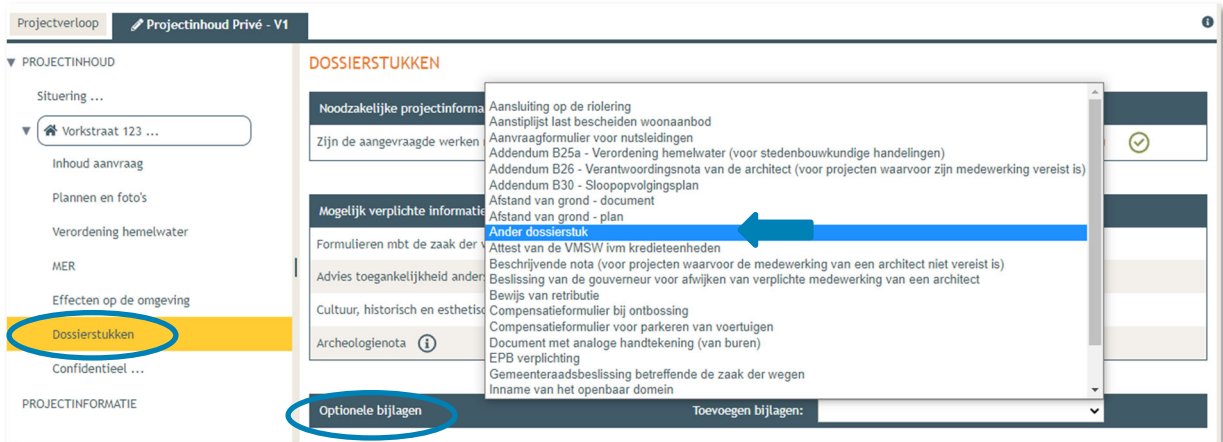 Projectverloop
Projectinhoud Privé - V1
PROJECTINHOUD
Situering ...
Vorkstraat 123 ...
Inhoud aanvraag
Plannen en foto's
Verordening hemelwater
MER
Effecten op de omgeving
Dossierstukken
Confidentieel ...
PROJECTINFORMATIE
DOSSIERSTUKKEN
Noodzakelijke projectinforma
Zijn de aangevraagde werken
Mogelijk verplichte informatie
Formulieren mbt de zaak der
Advies toegankelijkheid anders
Cultuur, historisch en esthetisc
Archeologienota
Aansluiting op de riolering
Aanstiplijst last bescheiden woonaanbod
Aanvraagformulier voor nutsleidingen
Addendum B25a - Verordening hemelwater (voor stedenbouwkundige handelingen)
Addendum B26 - Verantwoordingsnota van de architect (voor projecten waarvoor zijn medewerking vereist is)
Addendum B30 - Sloopopvolgingsplan
Afstand van grond - document
Afstand van grond - plan
Ander dossierstuk
Attest van de VMSW ivm kredieteenheden
Beschrijvende nota (voor projecten waarvoor de medewerking van een architect niet vereist is)
Beslissing van de gouverneur voor afwijken van verplichte medewerking van een architect
Bewijs van retributie
Compensatieformulier bij ontbossing
Compensatieformulier voor parkeren van voertuigen
Document met analoge handtekening (van buren)
EPB verplichting
Gemeenteraadsbeslissing betreffende de zaak der wegen
Inname van het openbaar domein
Optionele bijlagen
Toevoegen bijlagen: